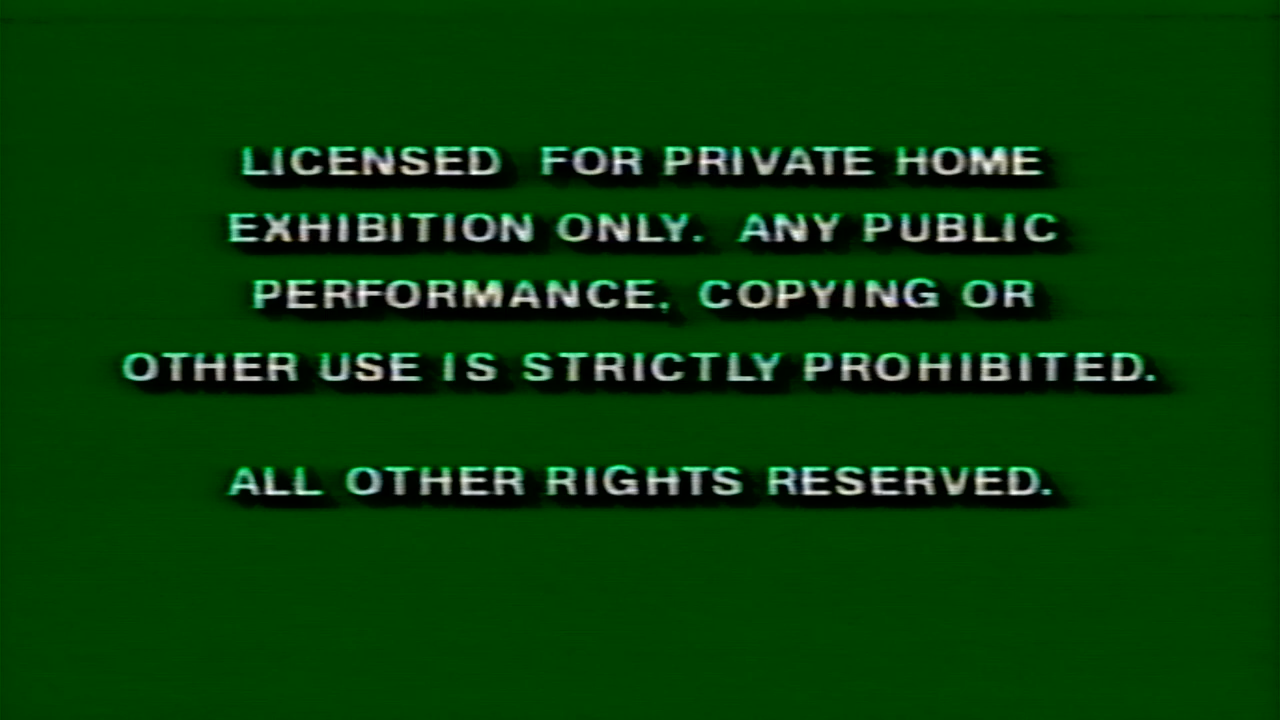 LICENSED FOR PRIVATE HOME
EXHIBITION ONLY. ANY PUBLIC
PERFORMANCE, COPYING OR
OTHER USE IS STRICTLY PROHIBITED.
ALL OTHER RIGHTS RESERVED.